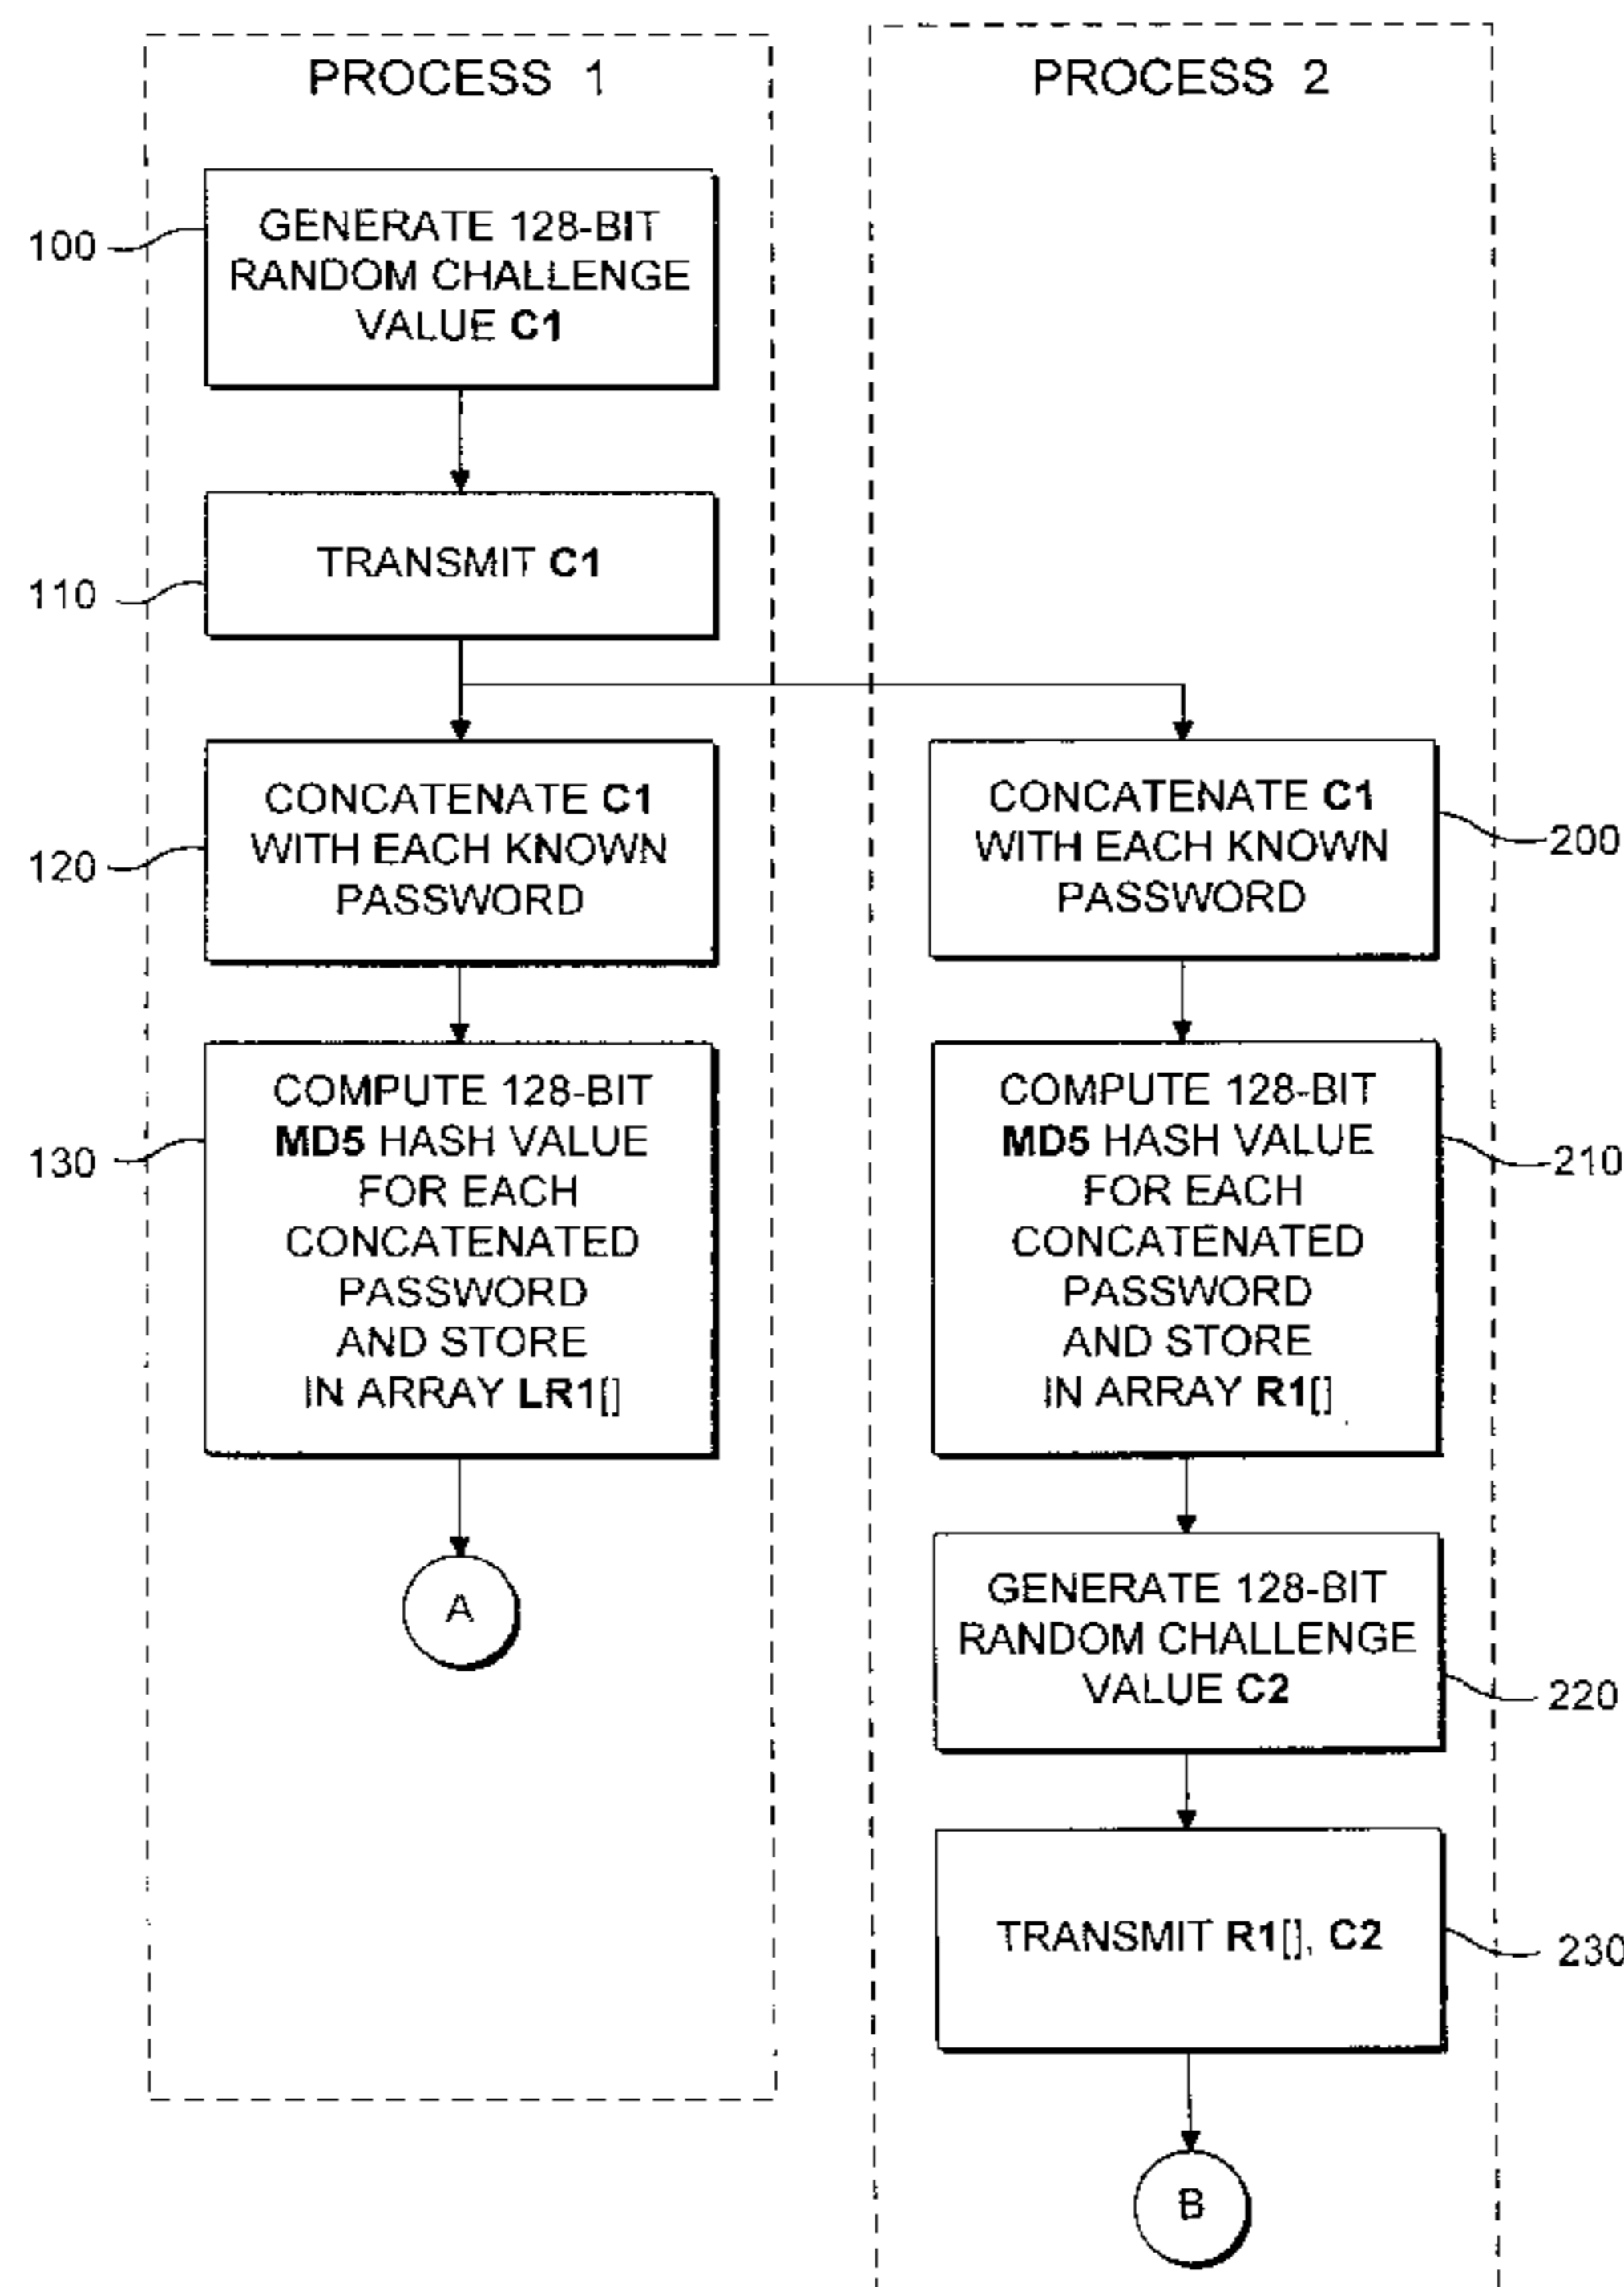 PROCESS 1
100
GENERATE 128-BIT
RANDOM CHALLENGE
VALUE C1
110
TRANSMIT C1
120
CONCATENATE C1
WITH EACH KNOWN
PASSWORD
130
COMPUTE 128-BIT
MD5 HASH VALUE
FOR EACH
CONCATENATED
PASSWORD
AND STORE
IN ARRAY LR1[]
A
PROCESS 2
CONCATENATE C1
WITH EACH KNOWN
PASSWORD
200
COMPUTE 128-BIT
MD5 HASH VALUE
FOR EACH
CONCATENATED
PASSWORD
AND STORE
IN ARRAY R1[]
210
GENERATE 128-BIT
RANDOM CHALLENGE
VALUE C2
220
TRANSMIT R1[], C2
230
B